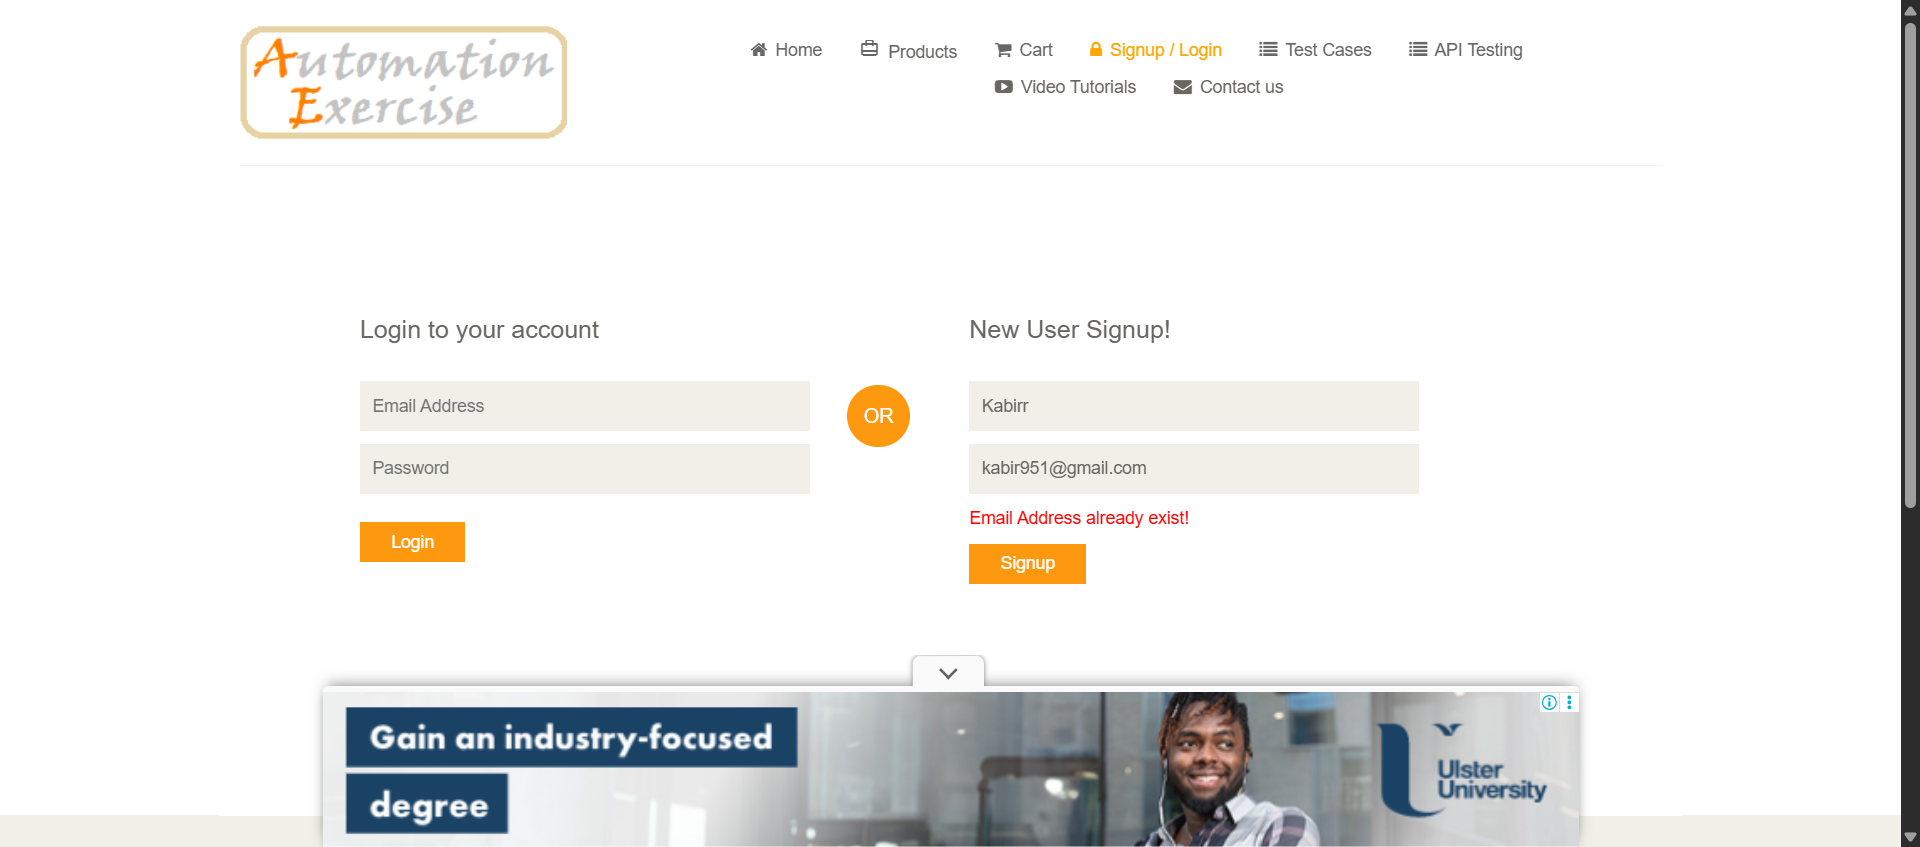 Automation
Exercise
Home
Products
Cart
Signup / Login
Test Cases
API Testing
Video Tutorials
Contact us
Login to your account
Email Address
Password
Login
OR
New User Signup!
Kabirr
kabir951@gmail.com
Email Address already exist!
Signup
Gain an industry-focused
degree
Ulster
University